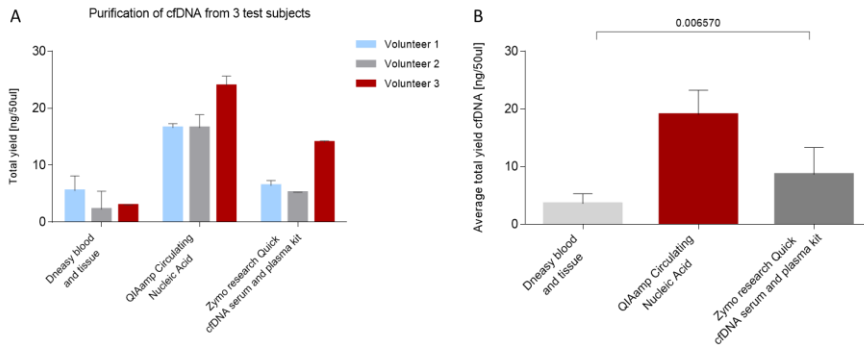 A
Purification of cfDNA from 3 test subjects
Volunteer 1
Volunteer 2
Volunteer 3
Total yield [ng/50ul]
30
20
10
0
Dneasy blood
and tissue
QIAamp Circulating
Nucleic Acid
Zymo research Quick
cfDNA serum and plasma kit
B
0.006570
Average total yield cfDNA [ng/50ul]
30
20
10
0
Dneasy blood
and tissue
QIAamp Circulating
Nucleic Acid
Zymo research Quick
cfDNA serum and plasma kit